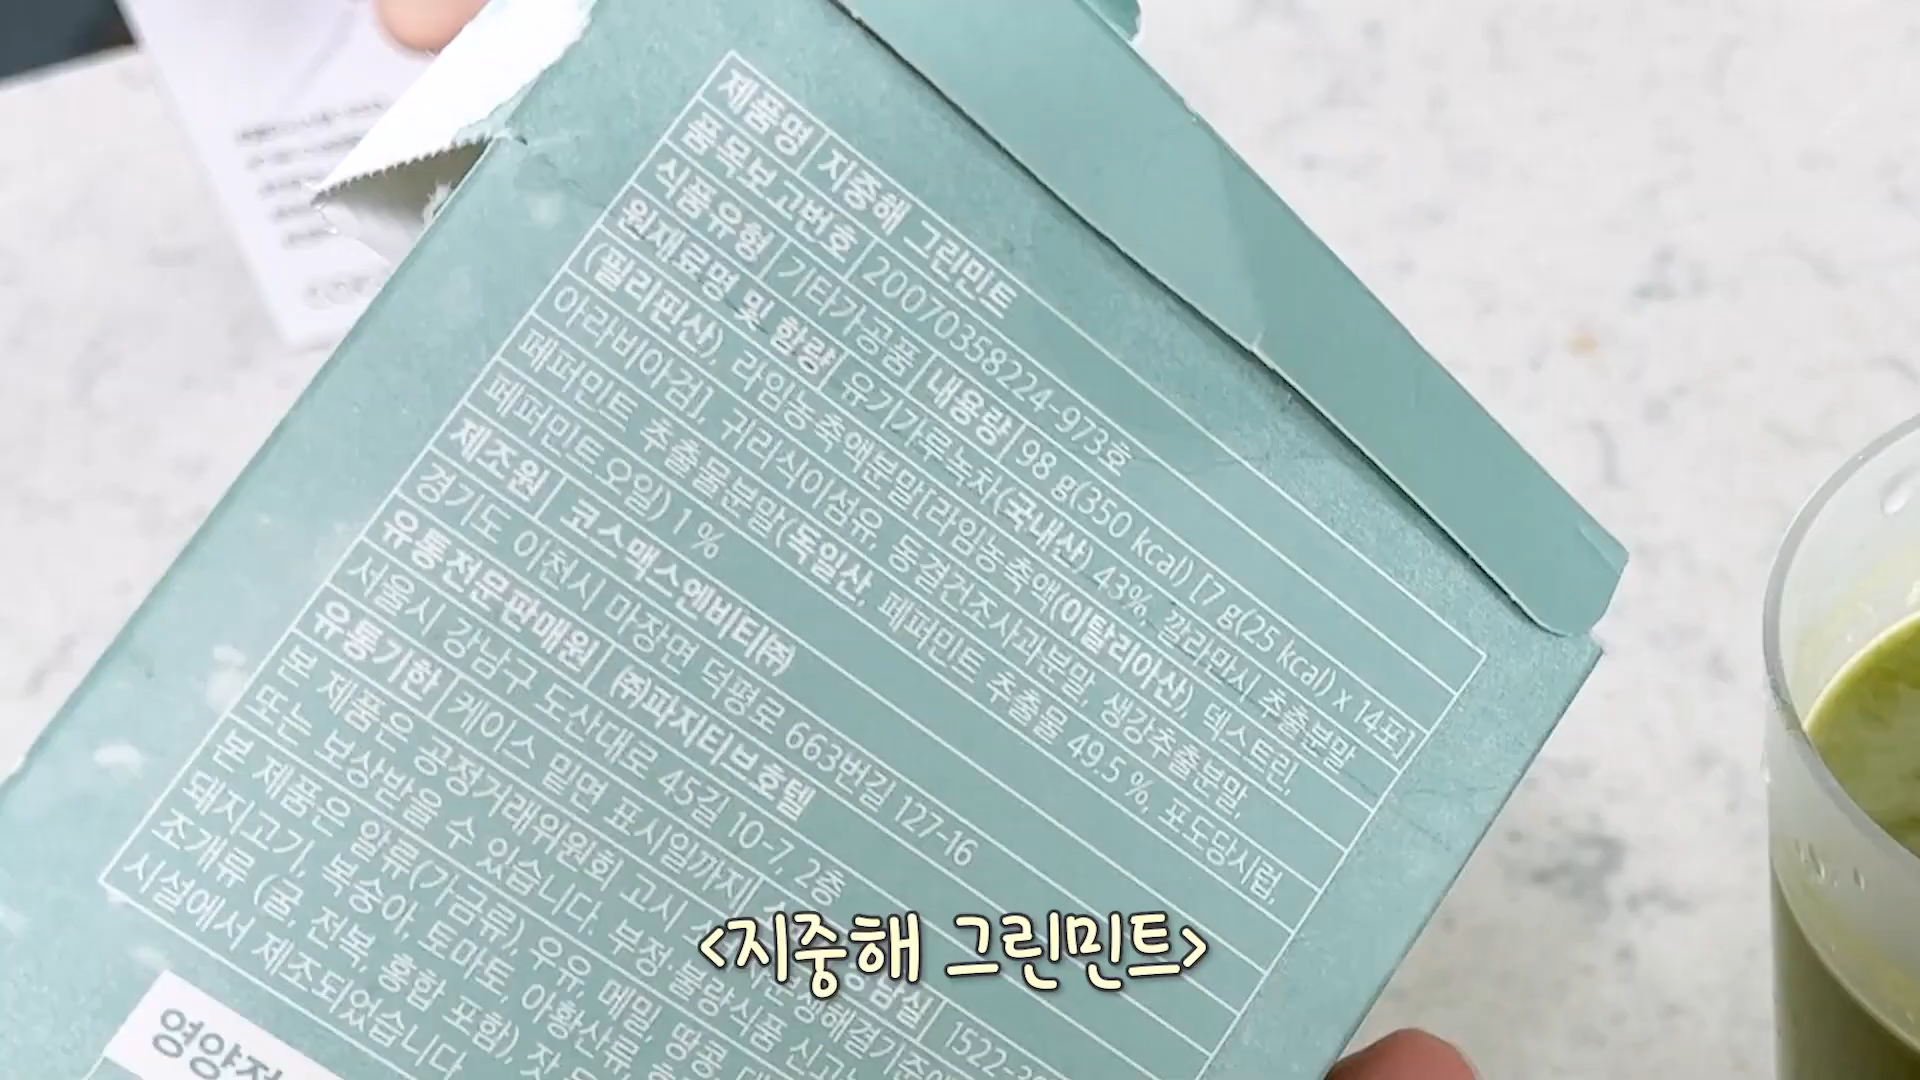 제품명 지중해 그린민트
품목보고번호 20070358224-973호
식품유형 기타가공품 내용량 98 g(350 kcal) [7 g(25 kcal) x 14포]
원재료명 및 함량 유기가루녹차(국내산) 43%, 깔라만시 추출분말
(필리핀산), 라임농축액분말[라임농축액(이탈리아산), 덱스트린,
아라비아검], 귀리식이섬유, 동결건조사과분말, 생강추출분말,
페퍼민트 추출물분말(독일산, 페퍼민트 추출물 49.5 %, 포도당시럽,
페퍼민트오일) 1 %
제조원 코스맥스엔비티㈜
경기도 이천시 마장면 덕평로 663번길 127-16
유통전문판매원 ㈜파지티브호텔
서울시 강남구 도산대로 45길 10-7, 2층
유통기한 케이스 밑면 표시일까지 1522-
본 제품은 공정거래위원회 고시
또는 보상받을 수 있습니다. 부정·불량식품
본 제품은 알류(가금류), 우유, 메밀, 땅콩,
돼지고기, 복숭아, 토마토, 아황산류,
조개류 (굴, 전복, 홍합 포함), 잣
시설에서 제조되었습니다.
<지중해 그린민트>